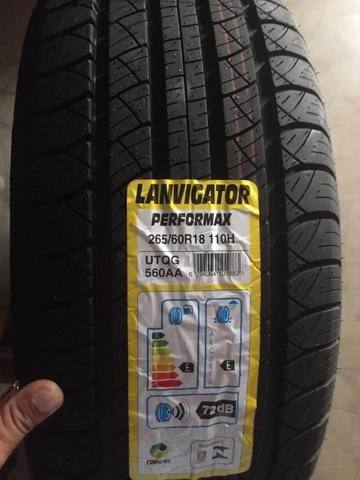 LANVIGATOR
PERFORMAX
265/60R18 110H
UTQG
560AA
E
E
72dB